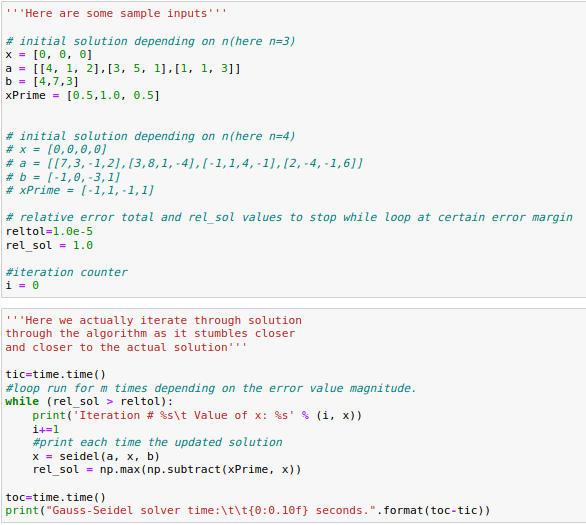 '''Here are some sample inputs'''
# initial solution depending on n(here n=3)
x = [0, 0, 0]
a = [[4, 1, 2],[3, 5, 1],[1, 1, 3]]
b = [4,7,3]
xPrime = [0.5,1.0, 0.5]
# initial solution depending on n(here n=4)
# x = [0,0,0,0]
# a = [[7,3,-1,2],[3,8,1,-4],[-1,1,4,-1],[2,-4,-1,6]]
# b = [-1,0,-3,1]
# xPrime = [-1,1,-1,1]
# relative error total and rel_sol values to stop while loop at certain error margin
reltol=1.0e-5
rel_sol = 1.0
#iteration counter
i = 0
'''Here we actually iterate through solution
through the algorithm as it stumbles closer
and closer to the actual solution'''
tic=time.time()
#loop run for m times depending on the error value magnitude.
while (rel_sol > reltol):
    print('Iteration # %s\t Value of x: %s' % (i, x))
    i+=1
    #print each time the updated solution
    x = seidel(a, x, b)
    rel_sol = np.max(np.subtract(xPrime, x))
toc=time.time()
print("Gauss-Seidel solver time:\t\t{0:0.10f} seconds.".format(toc-tic))